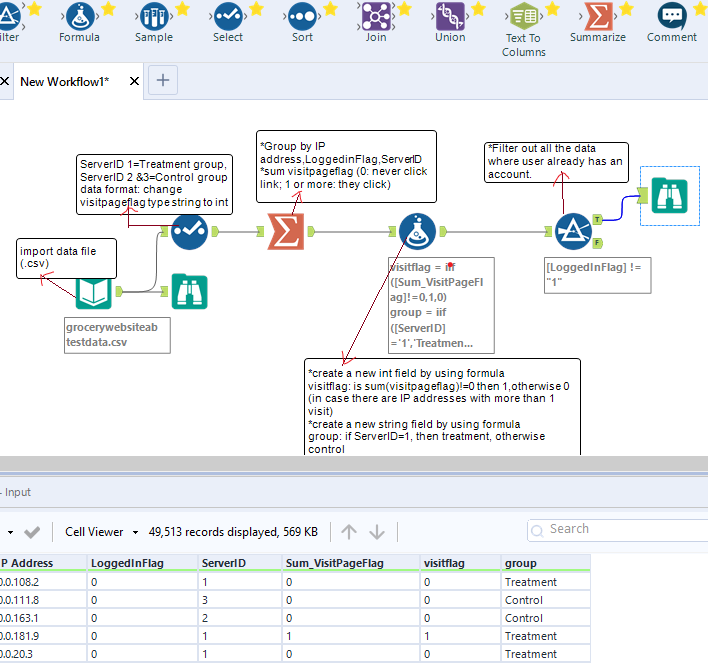 Formula
Sample
Select
Sort
Join
Union
Text To
Columns
Summarize
Comment
New Workflow1*
ServerID 1=Treatment group,
ServerID 2 &3=Control group
data format: change
visitpageflag type string to int
*Group by IP
address,LoggedinFlag,ServerID
*sum visitpageflag (0: never click
link; 1 or more: they click)
*Filter out all the data
where user already has an
account.
import data file
(.csv)
T
F
grocerywebsiteab
testdata.csv
visitflag = iif
([Sum_VisitPageFl
ag]!=0,1,0)
group = iif
([ServerID]
='1','Treatmen...
[LoggedInFlag] !=
"1"
*create a new int field by using formula
visitflag: is sum(visitpageflag)!=0 then 1,otherwise 0
(in case there are IP addresses with more than 1
visit)
*create a new string field by using formula
group: if ServerID=1, then treatment, otherwise
control
- Input
Cell Viewer 49,513 records displayed, 569 KB Search
P Address LoggedInFlag ServerID Sum_VisitPageFlag visitflag group
0.0.108.2 0 1 0 0 Treatment
0.0.111.8 0 3 0 0 Control
0.0.163.1 0 2 0 0 Control
0.0.181.9 0 1 1 1 Treatment
0.0.20.3 0 1 0 0 Treatment